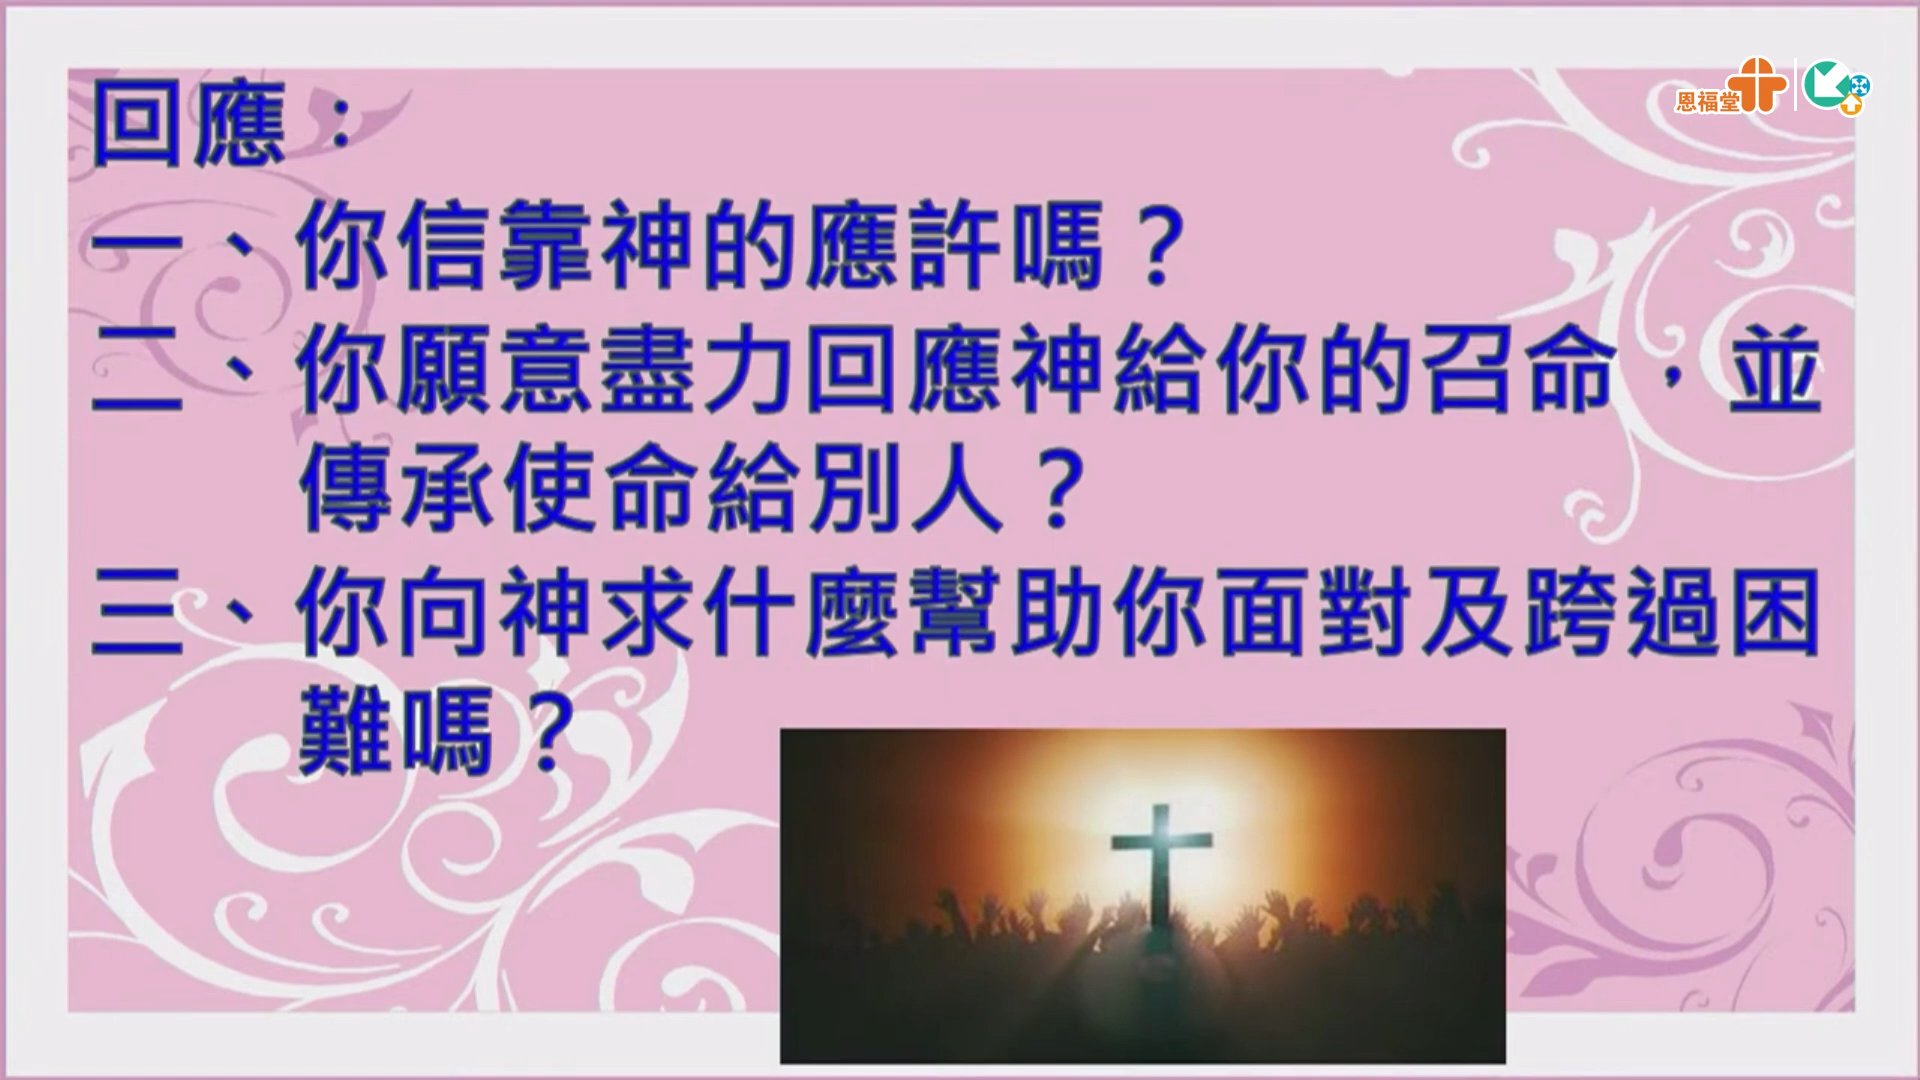 恩福堂
回應：
一、你信靠神的應許嗎？
二、你願意盡力回應神給你的召命，並
傳承使命給別人？
三、你向神求什麼幫助你面對及跨過困
難嗎？